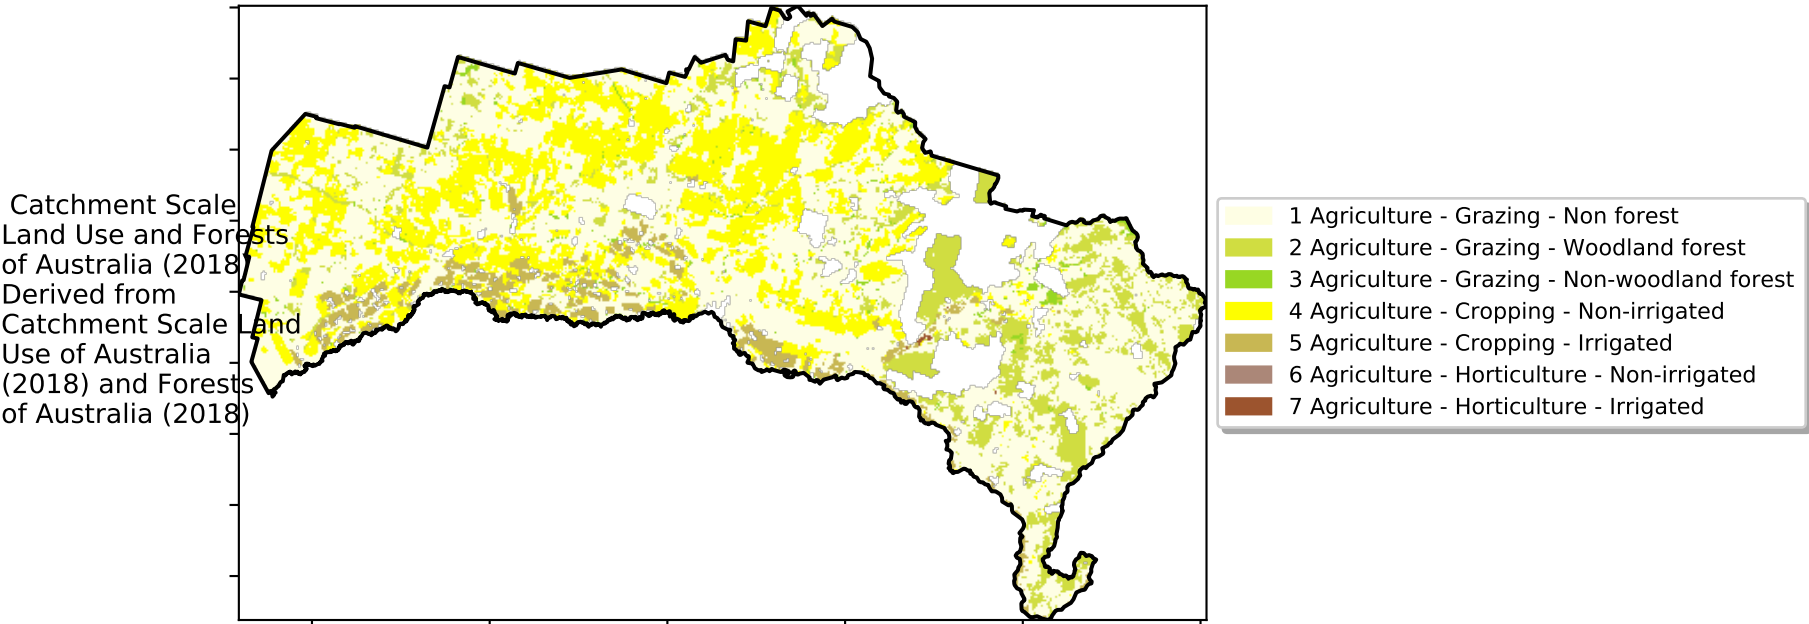 Catchment Scale
Land Use and Forests
of Australia (2018)
Derived from
Catchment Scale Land
Use of Australia
(2018) and Forests
of Australia (2018)
1 Agriculture - Grazing - Non forest
2 Agriculture - Grazing - Woodland forest
3 Agriculture - Grazing - Non-woodland forest
4 Agriculture - Cropping - Non-irrigated
5 Agriculture - Cropping - Irrigated
6 Agriculture - Horticulture - Non-irrigated
7 Agriculture - Horticulture - Irrigated